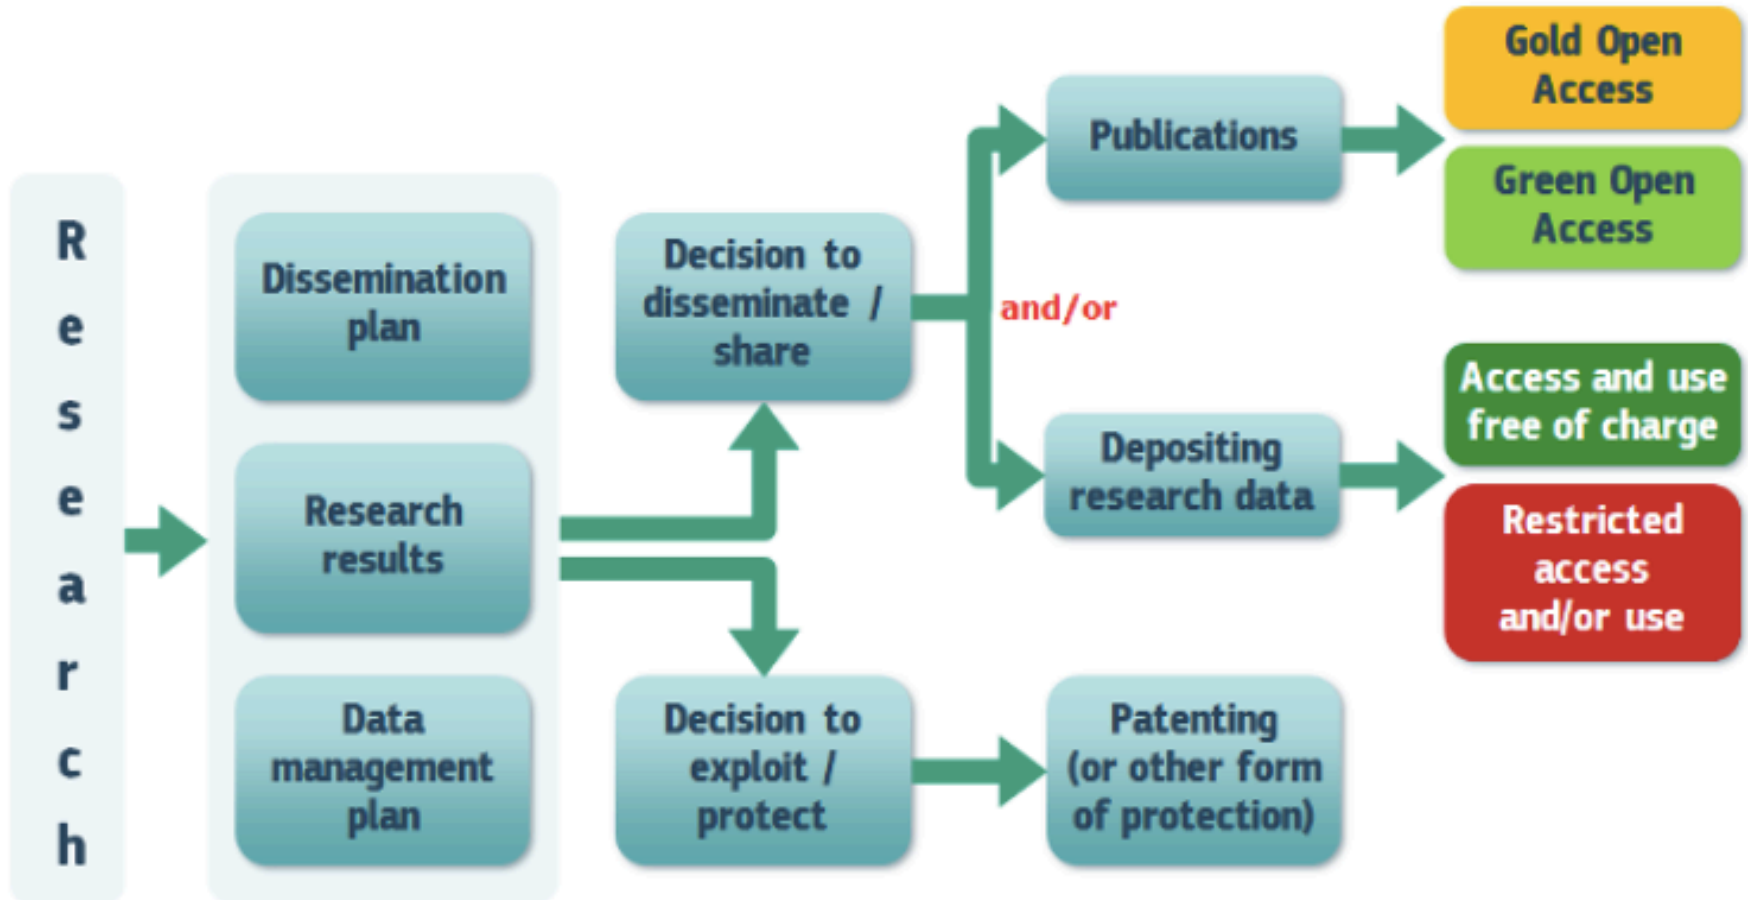 Research
Dissemination
plan
Research
results
Data
management
plan
Decision to
disseminate /
share
Decision to
exploit /
protect
and/or
Publications
Depositing
research data
Patenting
(or other form
of protection)
Gold Open
Access
Green Open
Access
Access and use
free of charge
Restricted
access
and/or use